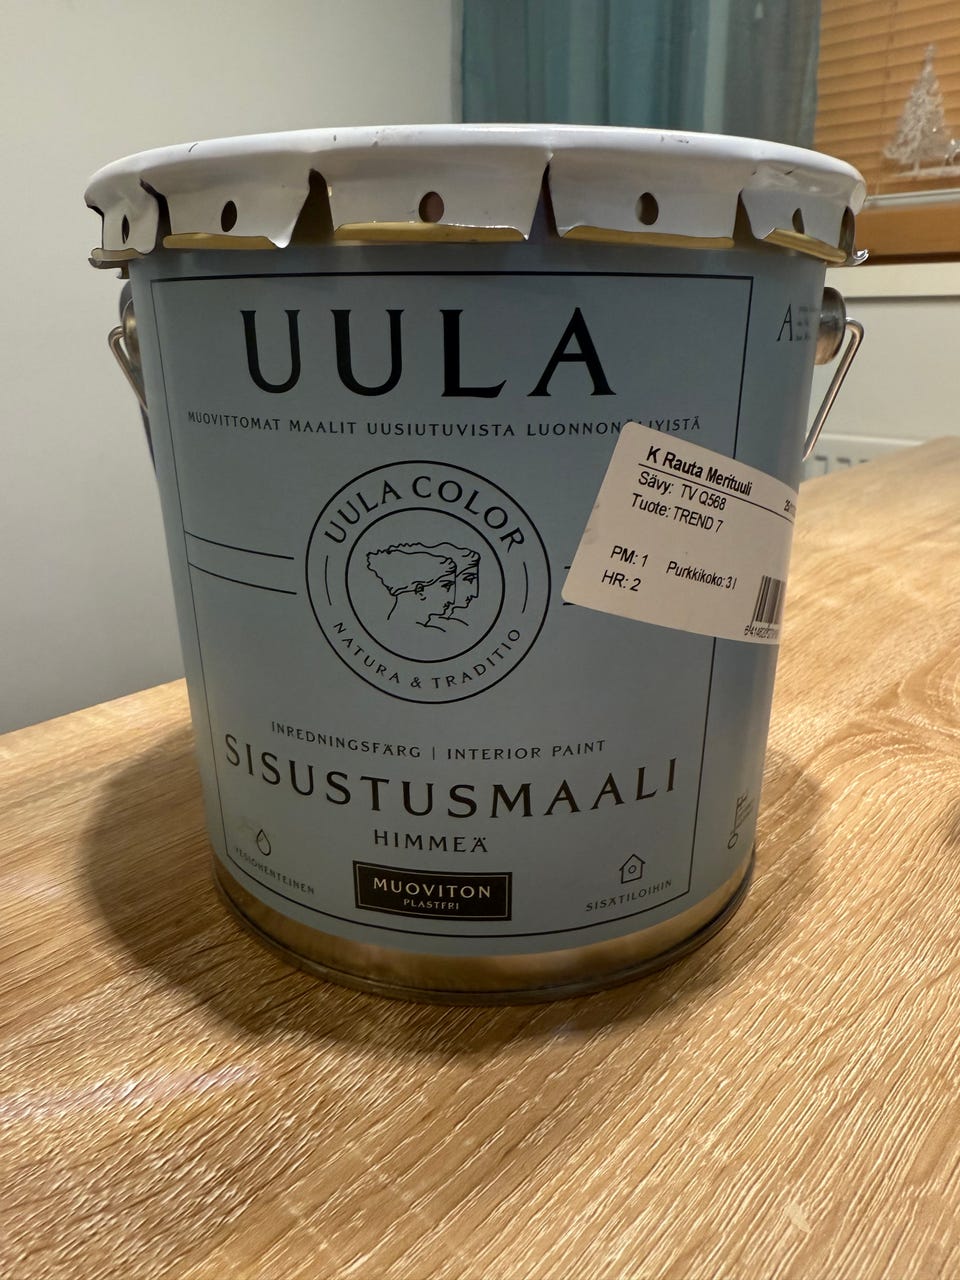 UULA
MUOVITTOMAT MAALIT UUSIUTUVISTA
UULA COLOR
NATURA & TRADITIO
K Rauta Merituuli
Sävy: TV Q568
Tuote: TREND 7
PM: 1 Purkkikoko: 3 l
HR: 2
INREDNINGSFÄRG | INTERIOR PAINT
SISUSTUSMAALI
HIMMEÄ
MUOVITON
PLASTFRI
VESIOHENTEINEN
SISÄTILOIHIN
A